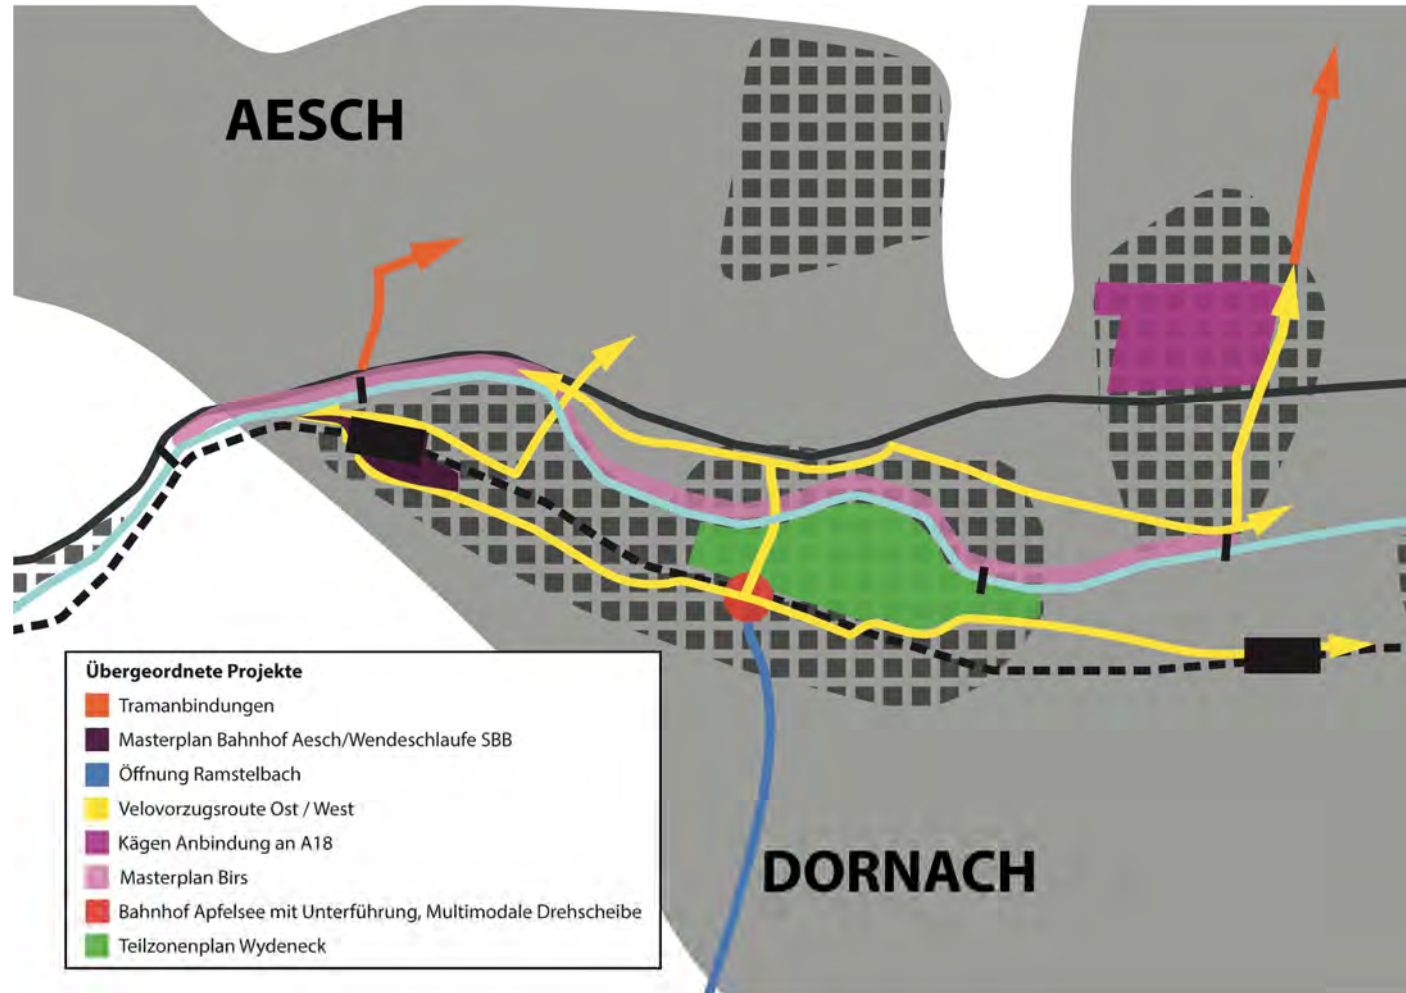 AESCH
Übergeordnete Projekte
Tramanbindungen
Masterplan Bahnhof Aesch/Wendeschlaufe SBB
Öffnung Ramstelbach
Velovorzugsroute Ost / West
Kägen Anbindung an A18
Masterplan Birs
Bahnhof Apfelsee mit Unterführung, Multimodale Drehscheibe
Teilzonenplan Wydeneck
DORNACH